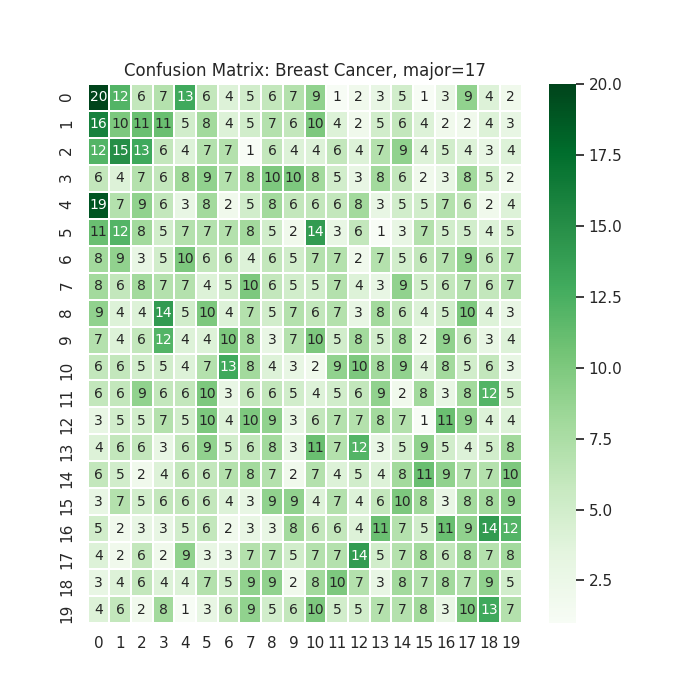 Confusion Matrix: Breast Cancer, major=17
0 20 12 6 7 13 6 4 5 6 7 9 1 2 3 5 1 3 9 4 2
1 16 10 11 11 5 8 4 5 7 6 10 4 2 5 6 4 2 2 4 3
2 12 15 13 6 4 7 7 1 6 4 4 6 4 7 9 4 5 4 3 4
3 6 4 7 6 8 9 7 8 10 10 8 5 3 8 6 2 3 8 5 2
4 19 7 9 6 3 8 2 5 8 6 6 6 8 3 5 5 7 6 2 4
5 11 12 8 5 7 7 7 8 5 2 14 3 6 1 3 7 5 5 4 5
6 8 9 3 5 10 6 6 4 6 5 7 7 2 7 5 6 7 9 6 7
7 8 6 8 7 7 4 5 10 6 5 5 7 4 3 9 5 6 7 6 7
8 9 4 4 14 5 10 4 7 5 7 6 7 3 8 6 4 5 10 4 3
9 7 4 6 12 4 4 10 8 3 7 10 5 8 5 8 2 9 6 3 4
10 6 6 5 5 4 7 13 8 4 3 2 9 10 8 9 4 8 5 6 3
11 6 6 9 6 6 10 3 6 6 5 4 5 6 9 2 8 3 8 12 5
12 3 5 5 7 5 10 4 10 9 3 6 7 7 8 7 1 11 9 4 4
13 4 6 6 3 6 9 5 6 8 3 11 7 12 3 5 9 5 4 5 8
14 6 5 2 4 6 6 7 8 7 2 7 4 5 4 8 11 9 7 7 10
15 3 7 5 6 6 6 4 3 9 9 4 7 4 6 10 8 3 8 8 9
16 5 2 3 3 5 6 2 3 3 8 6 6 4 11 7 5 11 9 14 12
17 4 2 6 2 9 3 3 7 7 5 7 7 14 5 7 8 6 8 7 8
18 3 4 6 4 4 7 5 9 9 2 8 10 7 3 8 7 8 7 9 5
19 4 6 2 8 1 3 6 9 5 6 10 5 5 7 7 8 3 10 13 7
0 1 2 3 4 5 6 7 8 9 10 11 12 13 14 15 16 17 18 19
20.0
17.5
15.0
12.5
10.0
7.5
5.0
2.5